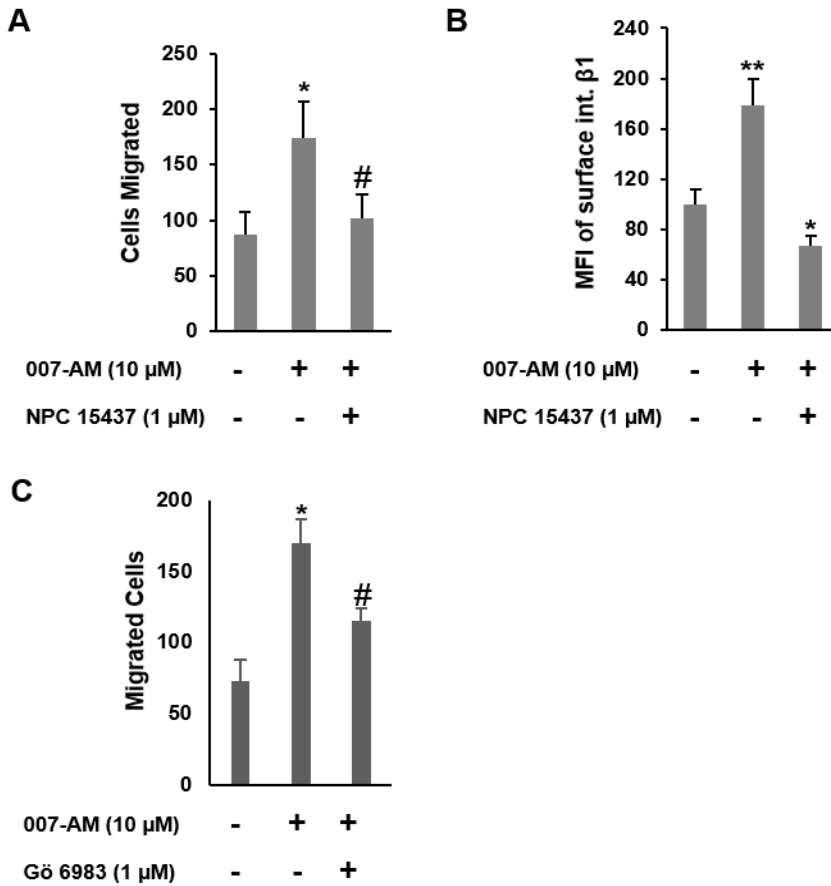 A
Cells Migrated
250
200
150
100
50
0
*
#
007-AM (10 µM) - + +
NPC 15437 (1 µM) - - +
B
MFI of surface int. β1
240
200
160
120
80
40
0
**
*
007-AM (10 µM) - + +
NPC 15437 (1 µM) - - +
C
Migrated Cells
200
150
100
50
0
*
#
007-AM (10 µM) - + +
Gö 6983 (1 µM) - - +